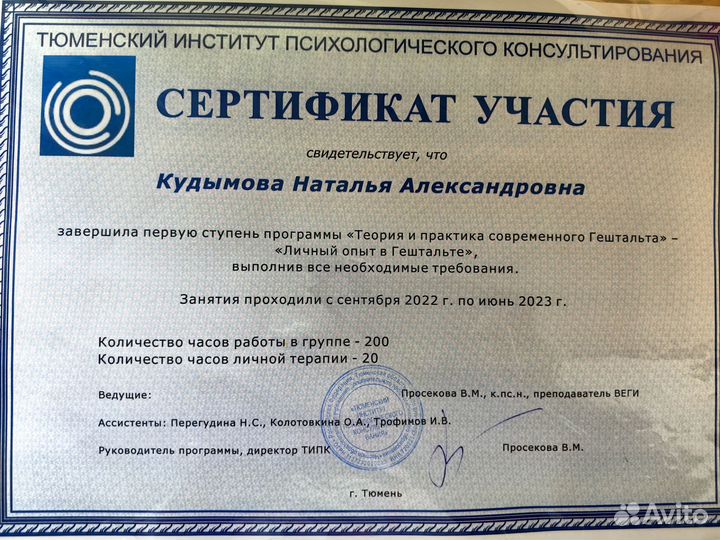 ТЮМЕНСКИЙ ИНСТИТУТ ПСИХОЛОГИЧЕСКОГО КОНСУЛЬТИРОВАНИЯ
СЕРТИФИКАТ УЧАСТИЯ
свидетельствует, что
Кудымова Наталья Александровна
завершила первую ступень программы «Теория и практика современного Гештальта» –
«Личный опыт в Гештальте»,
выполнив все необходимые требования.
Занятия проходили с сентября 2022 г. по июнь 2023 г.
Количество часов работы в группе - 200
Количество часов личной терапии - 20
Ведущие: Просекова В.М., к.пс.н., преподаватель ВЕГИ
Ассистенты: Перегудина Н.С., Колотовкина О.А., Трофимов И.В.
Руководитель программы, директор ТИПК Просекова В.М.
г. Тюмень
«ТЮМЕНСКИЙ
ИНСТИТУТ
Avito